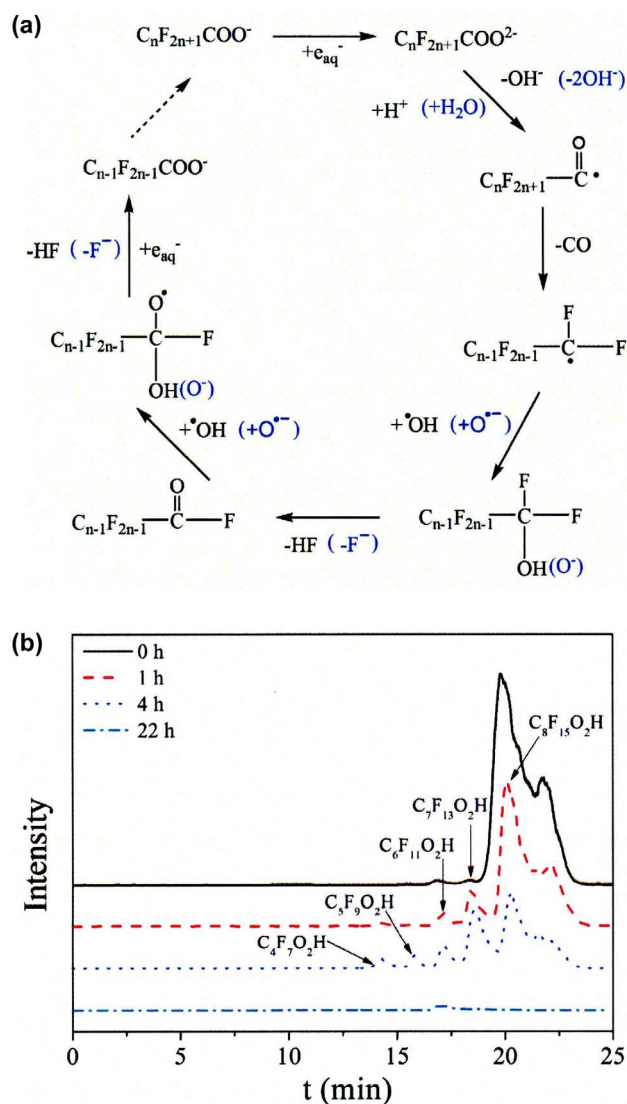 (a)
CₙF₂ₙ₊₁COO⁻
+eₐq⁻
CₙF₂ₙ₊₁COO²⁻
-OH⁻ (-2OH⁻)
+H⁺ (+H₂O)
O
CₙF₂ₙ₊₁ C•
-CO
F
Cₙ₋₁F₂ₙ₋₁ C• F
+•OH (+O•⁻)
F
Cₙ₋₁F₂ₙ₋₁ C F
OH(O⁻)
-HF (-F⁻)
O
Cₙ₋₁F₂ₙ₋₁ C F
+•OH (+O•⁻)
O•
Cₙ₋₁F₂ₙ₋₁ C F
OH(O⁻)
-HF (-F⁻) +eₐq⁻
Cₙ₋₁F₂ₙ₋₁COO⁻
(b)
0 h
1 h
4 h
22 h
C₈F₁₅O₂H
C₇F₁₃O₂H
C₆F₁₁O₂H
C₅F₉O₂H
C₄F₇O₂H
Intensity
0 5 10 15 20 25
t (min)